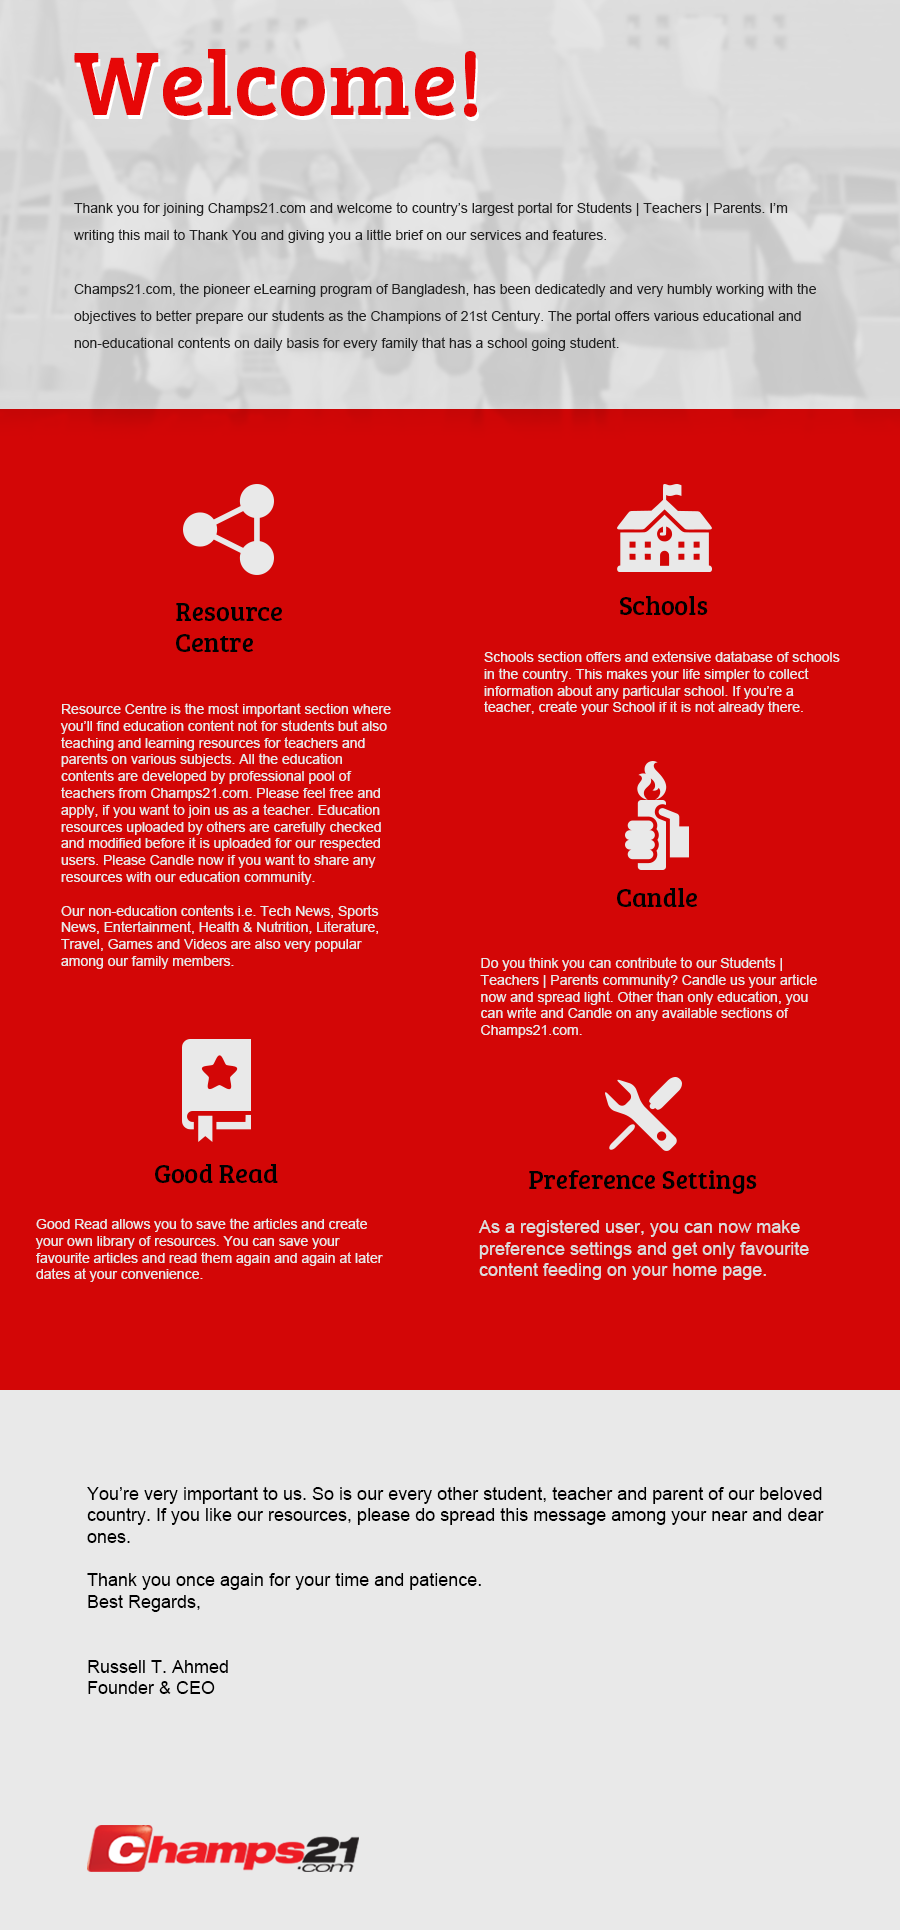 Welcome!
Thank you for joining Champs21.com and welcome to country's largest portal for Students | Teachers | Parents. I'm
writing this mail to Thank You and giving you a little brief on our services and features.
Champs21.com, the pioneer eLearning program of Bangladesh, has been dedicatedly and very humbly working with the
objectives to better prepare our students as the Champions of 21st Century. The portal offers various educational and
non-educational contents on daily basis for every family that has a school going student.
Resource
Centre
Resource Centre is the most important section where
you'll find education content not for students but also
teaching and learning resources for teachers and
parents on various subjects. All the education
contents are developed by professional pool of
teachers from Champs21.com. Please feel free and
apply, if you want to join us as a teacher. Education
resources uploaded by others are carefully checked
and modified before it is uploaded for our respected
users. Please Candle now if you want to share any
resources with our education community.
Our non-education contents i.e. Tech News, Sports
News, Entertainment, Health & Nutrition, Literature,
Travel, Games and Videos are also very popular
among our family members.
Good Read
Good Read allows you to save the articles and create
your own library of resources. You can save your
favourite articles and read them again and again at later
dates at your convenience.
Schools
Schools section offers and extensive database of schools
in the country. This makes your life simpler to collect
information about any particular school. If you're a
teacher, create your School if it is not already there.
Candle
Do you think you can contribute to our Students |
Teachers | Parents community? Candle us your article
now and spread light. Other than only education, you
can write and Candle on any available sections of
Champs21.com.
Preference Settings
As a registered user, you can now make
preference settings and get only favourite
content feeding on your home page.
You're very important to us. So is our every other student, teacher and parent of our beloved
country. If you like our resources, please do spread this message among your near and dear
ones.
Thank you once again for your time and patience.
Best Regards,
Russell T. Ahmed
Founder & CEO
Champs21
.com